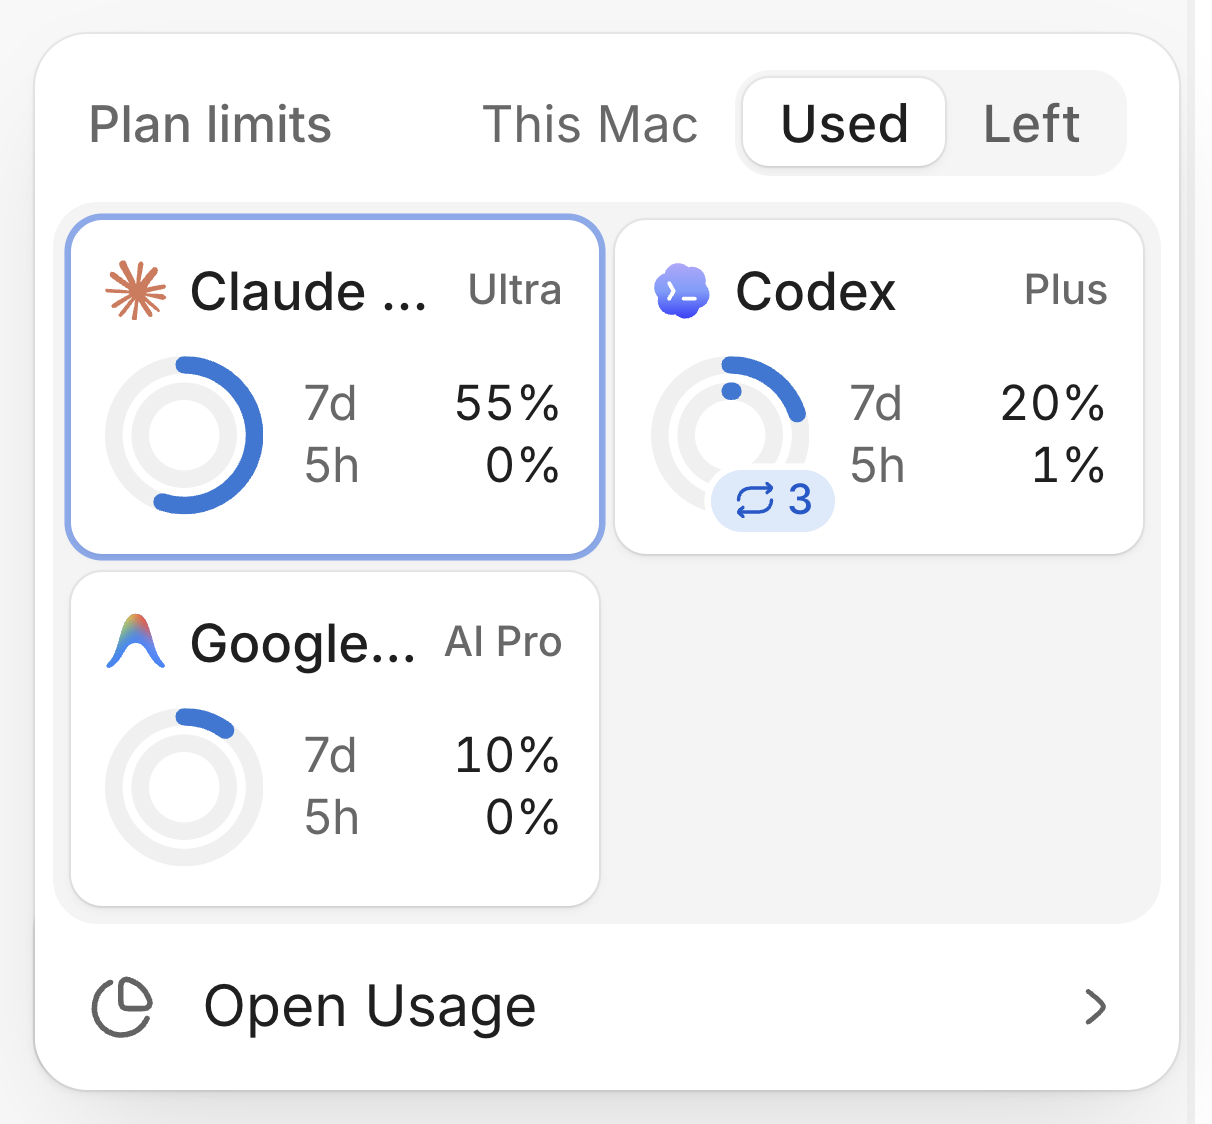 Plan limits This Mac Used Left
Claude ... Ultra
7d 55%
5h 0%
Codex Plus
7d 20%
5h 1%
3
Google... AI Pro
7d 10%
5h 0%
Open Usage